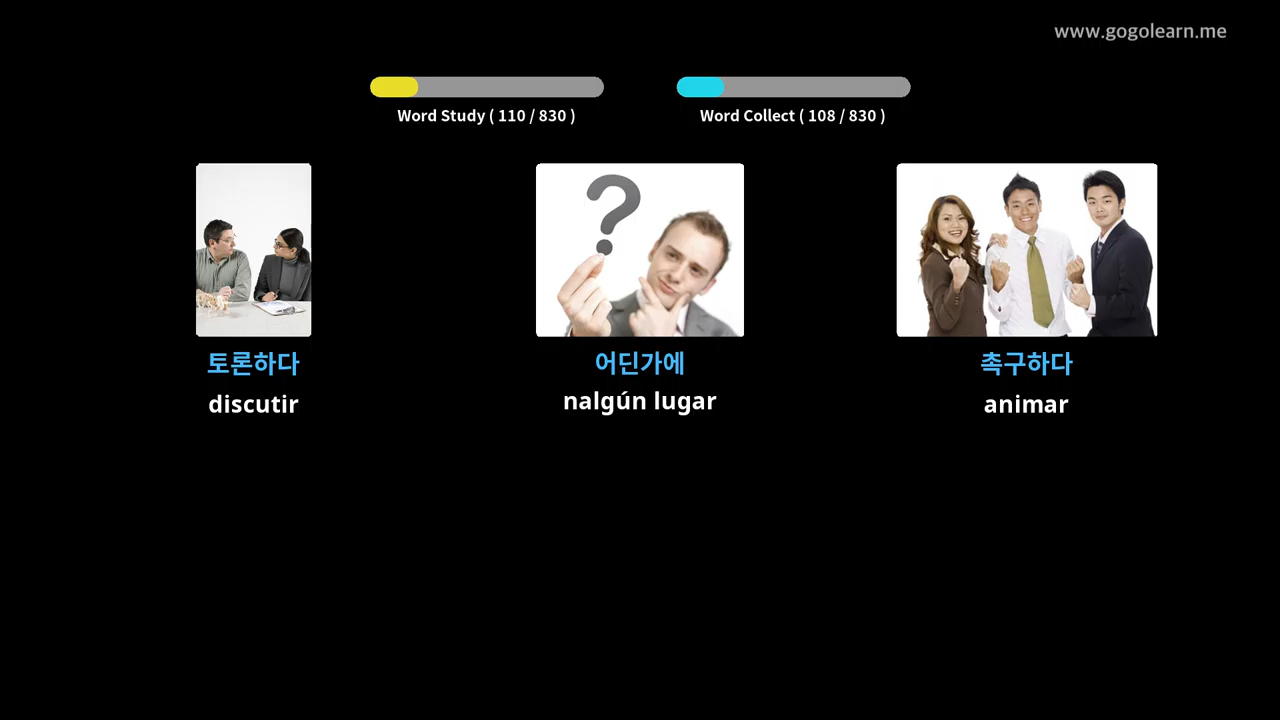 www.gogolearn.me
Word Study ( 110 / 830 )
Word Collect ( 108 / 830 )
토론하다
discutir
어딘가에
nalgún lugar
촉구하다
animar